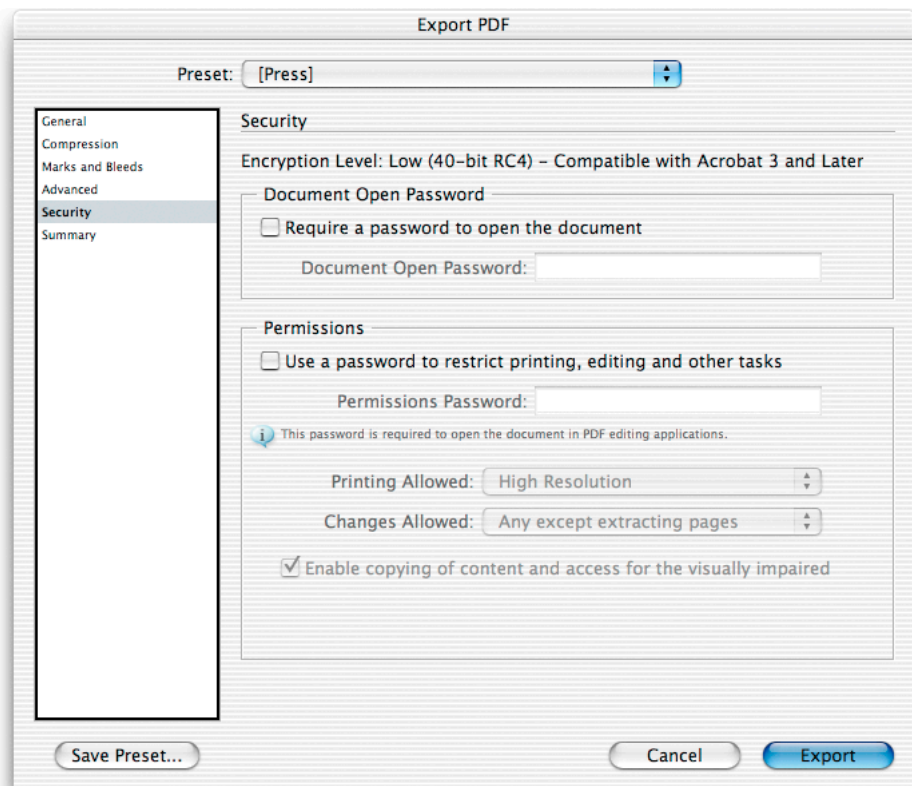 Export PDF
Preset: [Press]
General
Compression
Marks and Bleeds
Advanced
Security
Summary
Security
Encryption Level: Low (40-bit RC4) – Compatible with Acrobat 3 and Later
Document Open Password
Require a password to open the document
Document Open Password:
Permissions
Use a password to restrict printing, editing and other tasks
Permissions Password:
This password is required to open the document in PDF editing applications.
Printing Allowed: High Resolution
Changes Allowed: Any except extracting pages
Enable copying of content and access for the visually impaired
Save Preset... Cancel Export